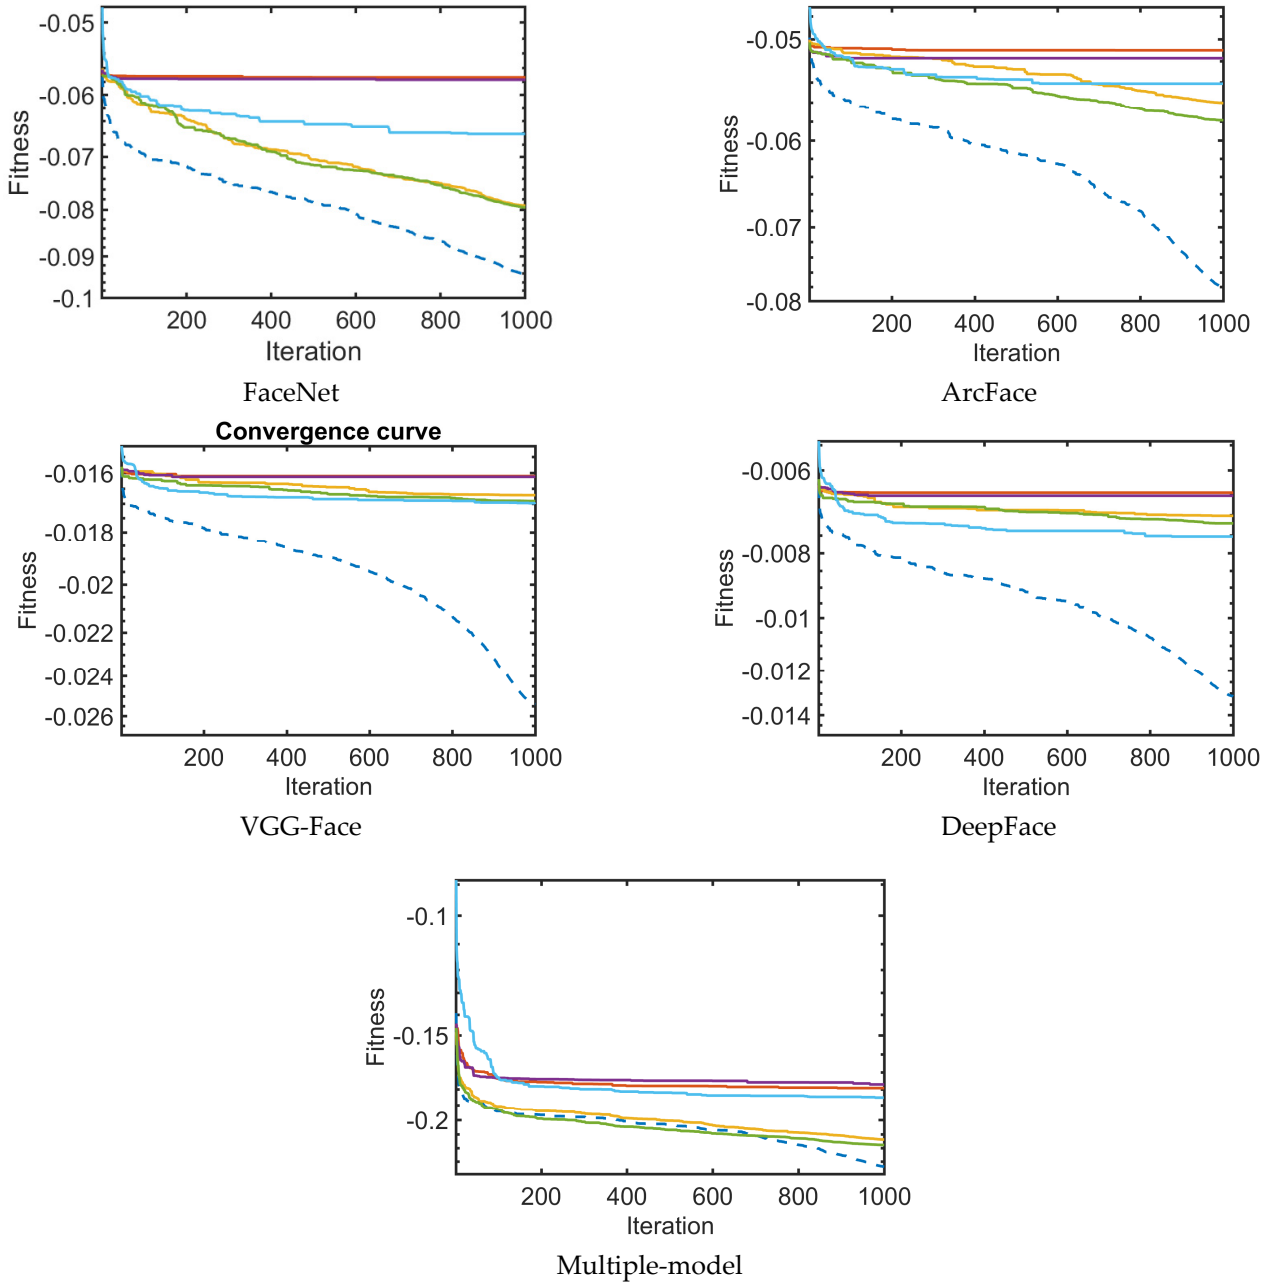 -0.05
-0.06
-0.07
-0.08
-0.09
-0.1
Fitness
200 400 600 800 1000
Iteration
FaceNet
-0.05
-0.06
-0.07
-0.08
Fitness
200 400 600 800 1000
Iteration
ArcFace
Convergence curve
-0.016
-0.018
-0.02
-0.022
-0.024
-0.026
Fitness
200 400 600 800 1000
Iteration
VGG-Face
-0.006
-0.008
-0.01
-0.012
-0.014
Fitness
200 400 600 800 1000
Iteration
DeepFace
-0.1
-0.15
-0.2
Fitness
200 400 600 800 1000
Iteration
Multiple-model